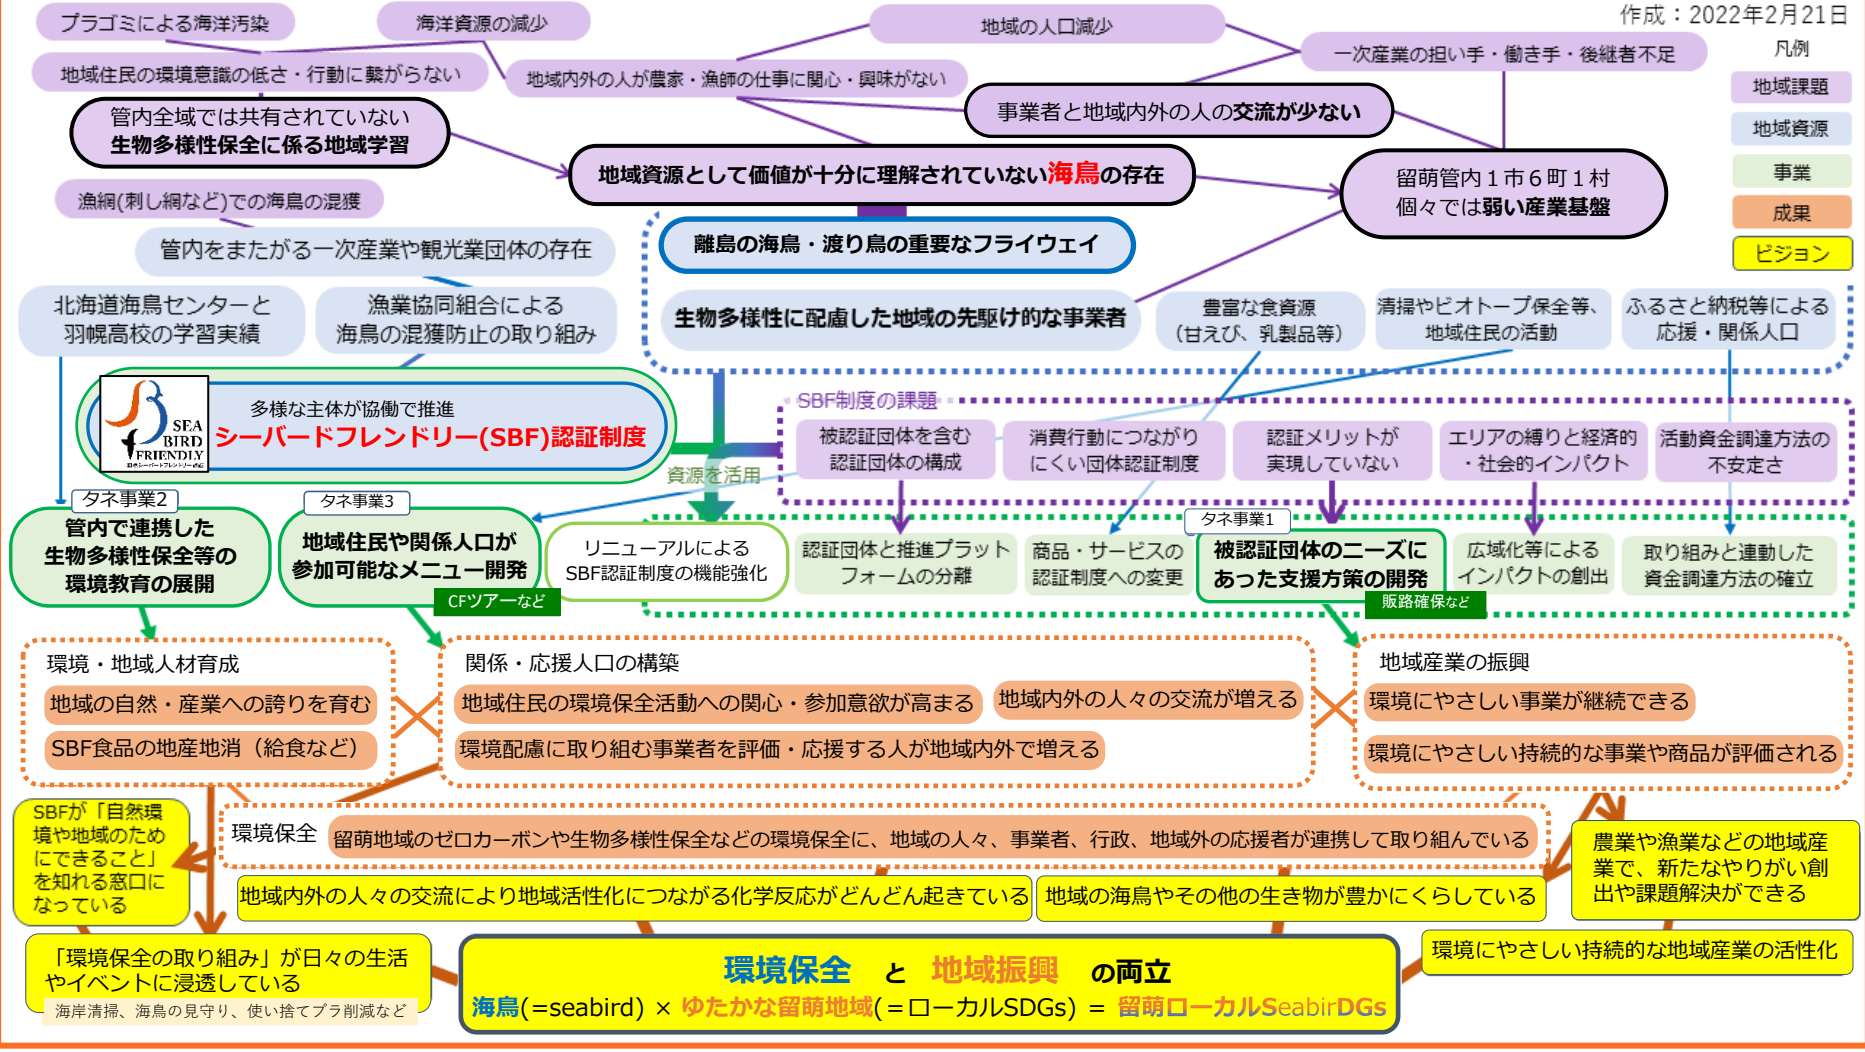 作成：2022年2月21日
凡例
地域課題
地域資源
事業
成果
ビジョン
プラゴミによる海洋汚染
海洋資源の減少
地域の人口減少
一次産業の担い手・働き手・後継者不足
地域住民の環境意識の低さ・行動に繋がらない
地域内外の人が農家・漁師の仕事に関心・興味がない
管内全域では共有されていない
生物多様性保全に係る地域学習
事業者と地域内外の人の交流が少ない
地域資源として価値が十分に理解されていない海鳥の存在
留萌管内１市６町１村
個々では弱い産業基盤
漁網(刺し網など)での海鳥の混獲
管内をまたがる一次産業や観光業団体の存在
離島の海鳥・渡り鳥の重要なフライウェイ
北海道海鳥センターと
羽幌高校の学習実績
漁業協同組合による
海鳥の混獲防止の取り組み
生物多様性に配慮した地域の先駆け的な事業者
豊富な食資源
（甘えび、乳製品等）
清掃やビオトープ保全等、
地域住民の活動
ふるさと納税等による
応援・関係人口
SEA
BIRD
FRIENDLY
多様な主体が協働で推進
シーバードフレンドリー(SBF)認証制度
資源を活用
SBF制度の課題
被認証団体を含む
認証団体の構成
消費行動につながり
にくい団体認証制度
認証メリットが
実現していない
エリアの縛りと経済的
・社会的インパクト
活動資金調達方法の
不安定さ
タネ事業2
管内で連携した
生物多様性保全等の
環境教育の展開
タネ事業3
地域住民や関係人口が
参加可能なメニュー開発
CFツアーなど
リニューアルによる
SBF認証制度の機能強化
認証団体と推進プラット
フォームの分離
商品・サービスの
認証制度への変更
タネ事業1
被認証団体のニーズに
あった支援方策の開発
販路確保など
広域化等による
インパクトの創出
取り組みと連動した
資金調達方法の確立
環境・地域人材育成
地域の自然・産業への誇りを育む
SBF食品の地産地消（給食など）
関係・応援人口の構築
地域住民の環境保全活動への関心・参加意欲が高まる
地域内外の人々の交流が増える
環境配慮に取り組む事業者を評価・応援する人が地域内外で増える
地域産業の振興
環境にやさしい事業が継続できる
環境にやさしい持続的な事業や商品が評価される
SBFが「自然環
境や地域のため
にできること」
を知れる窓口に
なっている
環境保全
留萌地域のゼロカーボンや生物多様性保全などの環境保全に、地域の人々、事業者、行政、地域外の応援者が連携して取り組んでいる
農業や漁業などの地域産
業で、新たなやりがい創
出や課題解決ができる
地域内外の人々の交流により地域活性化につながる化学反応がどんどん起きている
地域の海鳥やその他の生き物が豊かにくらしている
「環境保全の取り組み」が日々の生活
やイベントに浸透している
海岸清掃、海鳥の見守り、使い捨てプラ削減など
環境にやさしい持続的な地域産業の活性化
環境保全 と 地域振興 の両立
海鳥(=seabird) × ゆたかな留萌地域(＝ローカルSDGs) = 留萌ローカルSeabirDGs